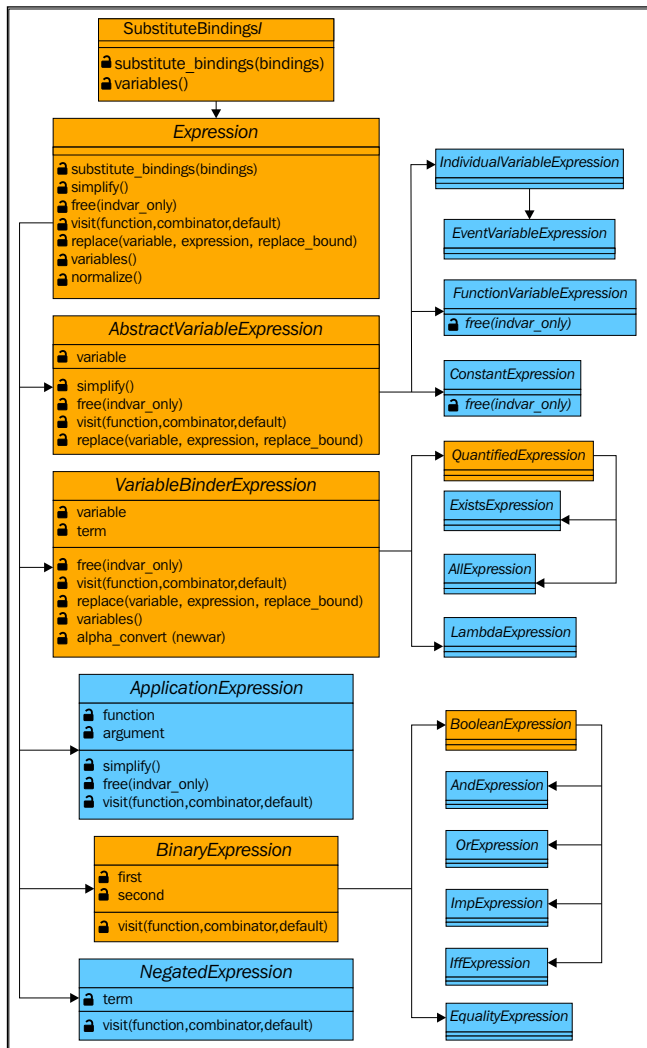 SubstituteBindingsI
substitute_bindings(bindings)
variables()
Expression
substitute_bindings(bindings)
simplify()
free(indvar_only)
visit(function,combinator,default)
replace(variable, expression, replace_bound)
variables()
normalize()
AbstractVariableExpression
variable
simplify()
free(indvar_only)
visit(function,combinator,default)
replace(variable, expression, replace_bound)
VariableBinderExpression
variable
term
free(indvar_only)
visit(function,combinator,default)
replace(variable, expression, replace_bound)
variables()
alpha_convert (newvar)
ApplicationExpression
function
argument
simplify()
free(indvar_only)
visit(function,combinator,default)
BinaryExpression
first
second
visit(function,combinator,default)
NegatedExpression
term
visit(function,combinator,default)
IndividualVariableExpression
EventVariableExpression
FunctionVariableExpression
free(indvar_only)
ConstantExpression
free(indvar_only)
QuantifiedExpression
ExistsExpression
AllExpression
LambdaExpression
BooleanExpression
AndExpression
OrExpression
ImpExpression
IffExpression
EqualityExpression